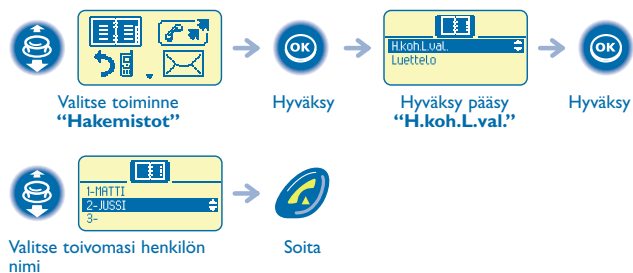 OK
H.koh.L.val.
Luettelo
OK
Valitse toiminne
“Hakemistot”
Hyväksy
Hyväksy pääsy
“H.koh.L.val.”
Hyväksy
1-MATTI
2-JUSSI
3-
Valitse toivomasi henkilön
nimi
Soita